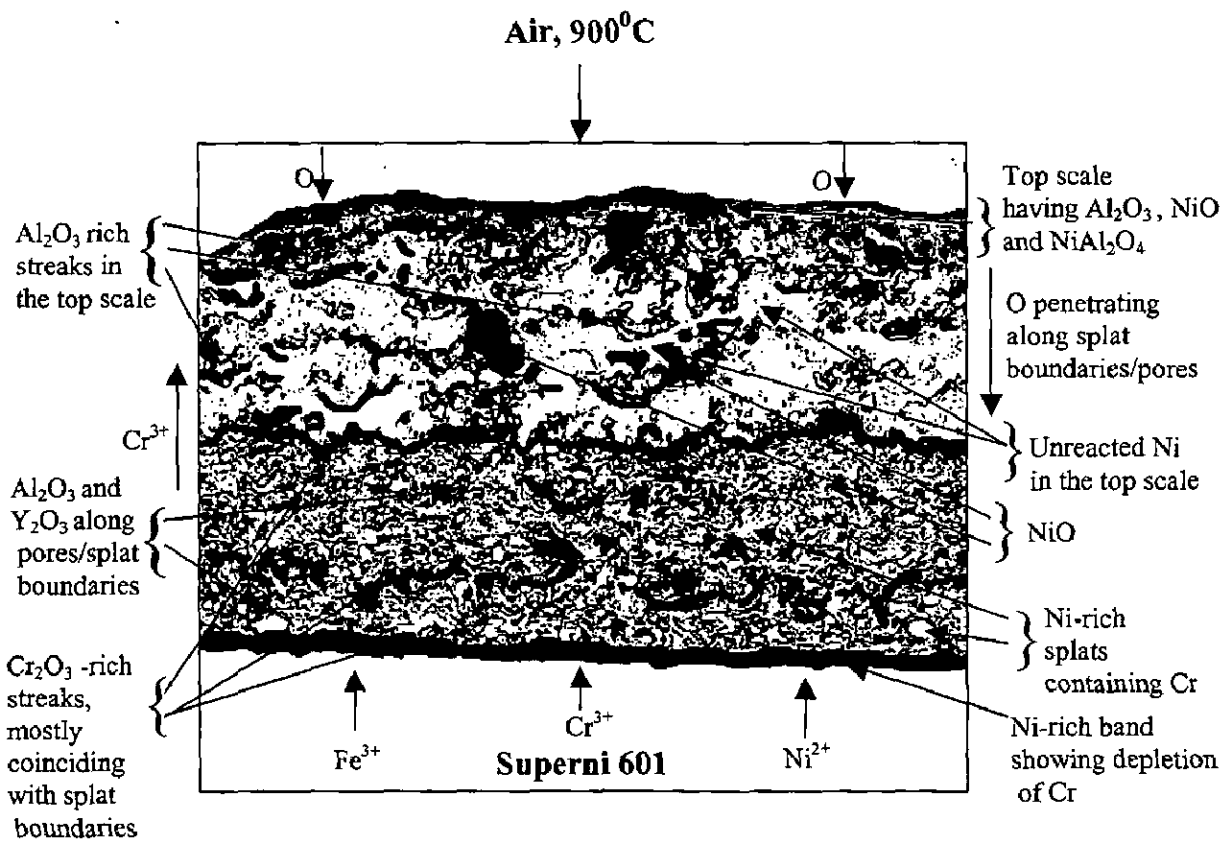 Air, 900⁰C
O
O
Top scale
having Al₂O₃ , NiO
and NiAl₂O₄
Al₂O₃ rich
streaks in
the top scale
O penetrating
along splat
boundaries/pores
Cr³⁺
Unreacted Ni
in the top scale
Al₂O₃ and
Y₂O₃ along
pores/splat
boundaries
NiO
Ni-rich
splats
containing Cr
Cr₂O₃ -rich
streaks,
mostly
coinciding
with splat
boundaries
Fe³⁺
Cr³⁺
Ni²⁺
Superni 601
Ni-rich band
showing depletion
of Cr